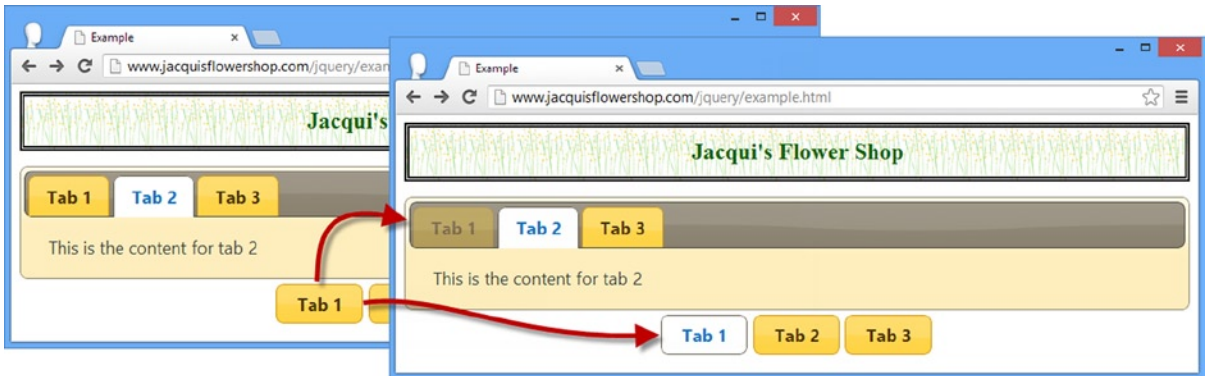 Example
www.jacquisflowershop.com/jquery/exan
Jacqui's
Tab 1 Tab 2 Tab 3
This is the content for tab 2
Tab 1
Example
www.jacquisflowershop.com/jquery/example.html
Jacqui's Flower Shop
Tab 1 Tab 2 Tab 3
This is the content for tab 2
Tab 1 Tab 2 Tab 3